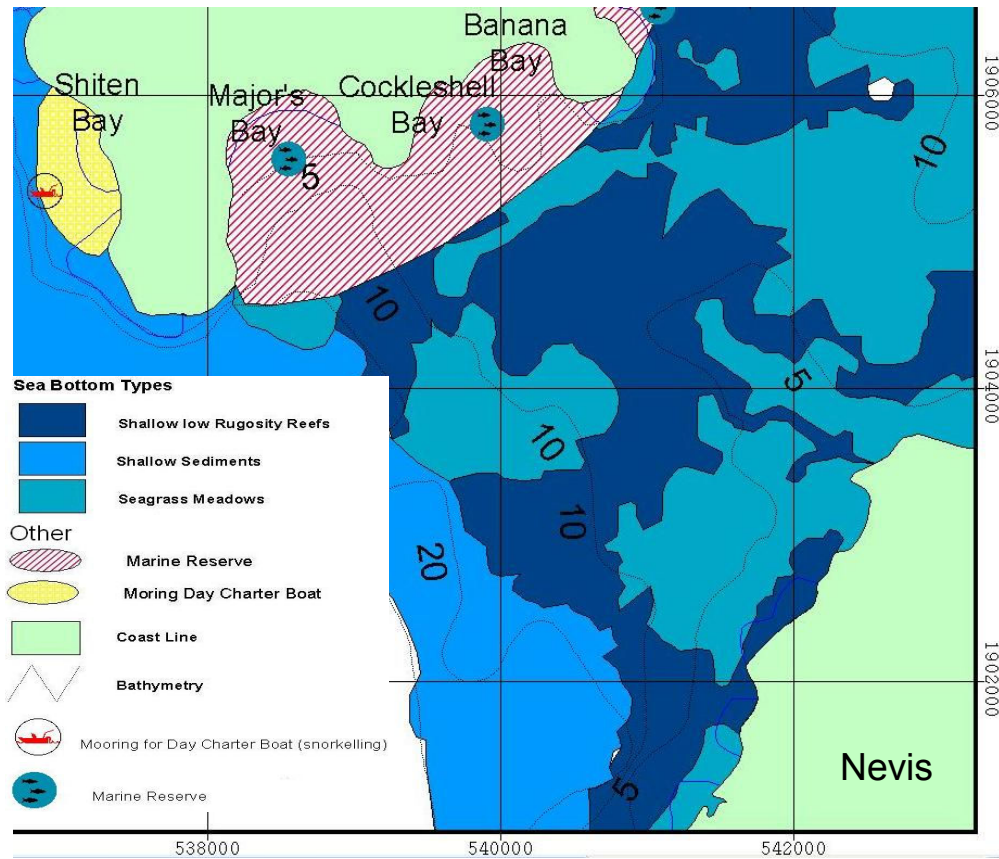 Banana
Bay
Shiten
Bay
Major's
Bay
Cockleshell
Bay
5
10
10
5
10
10
20
5
Nevis
1906000
1904000
1902000
538000
540000
542000
Sea Bottom Types
Shallow low Rugosity Reefs
Shallow Sediments
Seagrass Meadows
Other
Marine Reserve
Moring Day Charter Boat
Coast Line
Bathymetry
Mooring for Day Charter Boat (snorkelling)
Marine Reserve